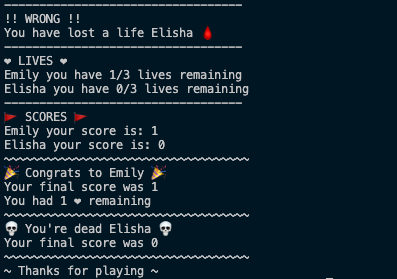 ----------------------------------
!! WRONG !!
You have lost a life Elisha 🩸
----------------------------------
❤ LIVES ❤
Emily you have 1/3 lives remaining
Elisha you have 0/3 lives remaining
----------------------------------
🚩 SCORES 🚩
Emily your score is: 1
Elisha your score is: 0
~~~~~~~~~~~~~~~~~~~~~~~~~~~~~~~~~~~
🎉 Congrats to Emily 🎉
Your final score was 1
You had 1 ❤ remaining
~~~~~~~~~~~~~~~~~~~~~~~~~~~~~~~~~~~
💀 You're dead Elisha 💀
Your final score was 0
~~~~~~~~~~~~~~~~~~~~~~~~~~~~~~~~~~~
~ Thanks for playing ~